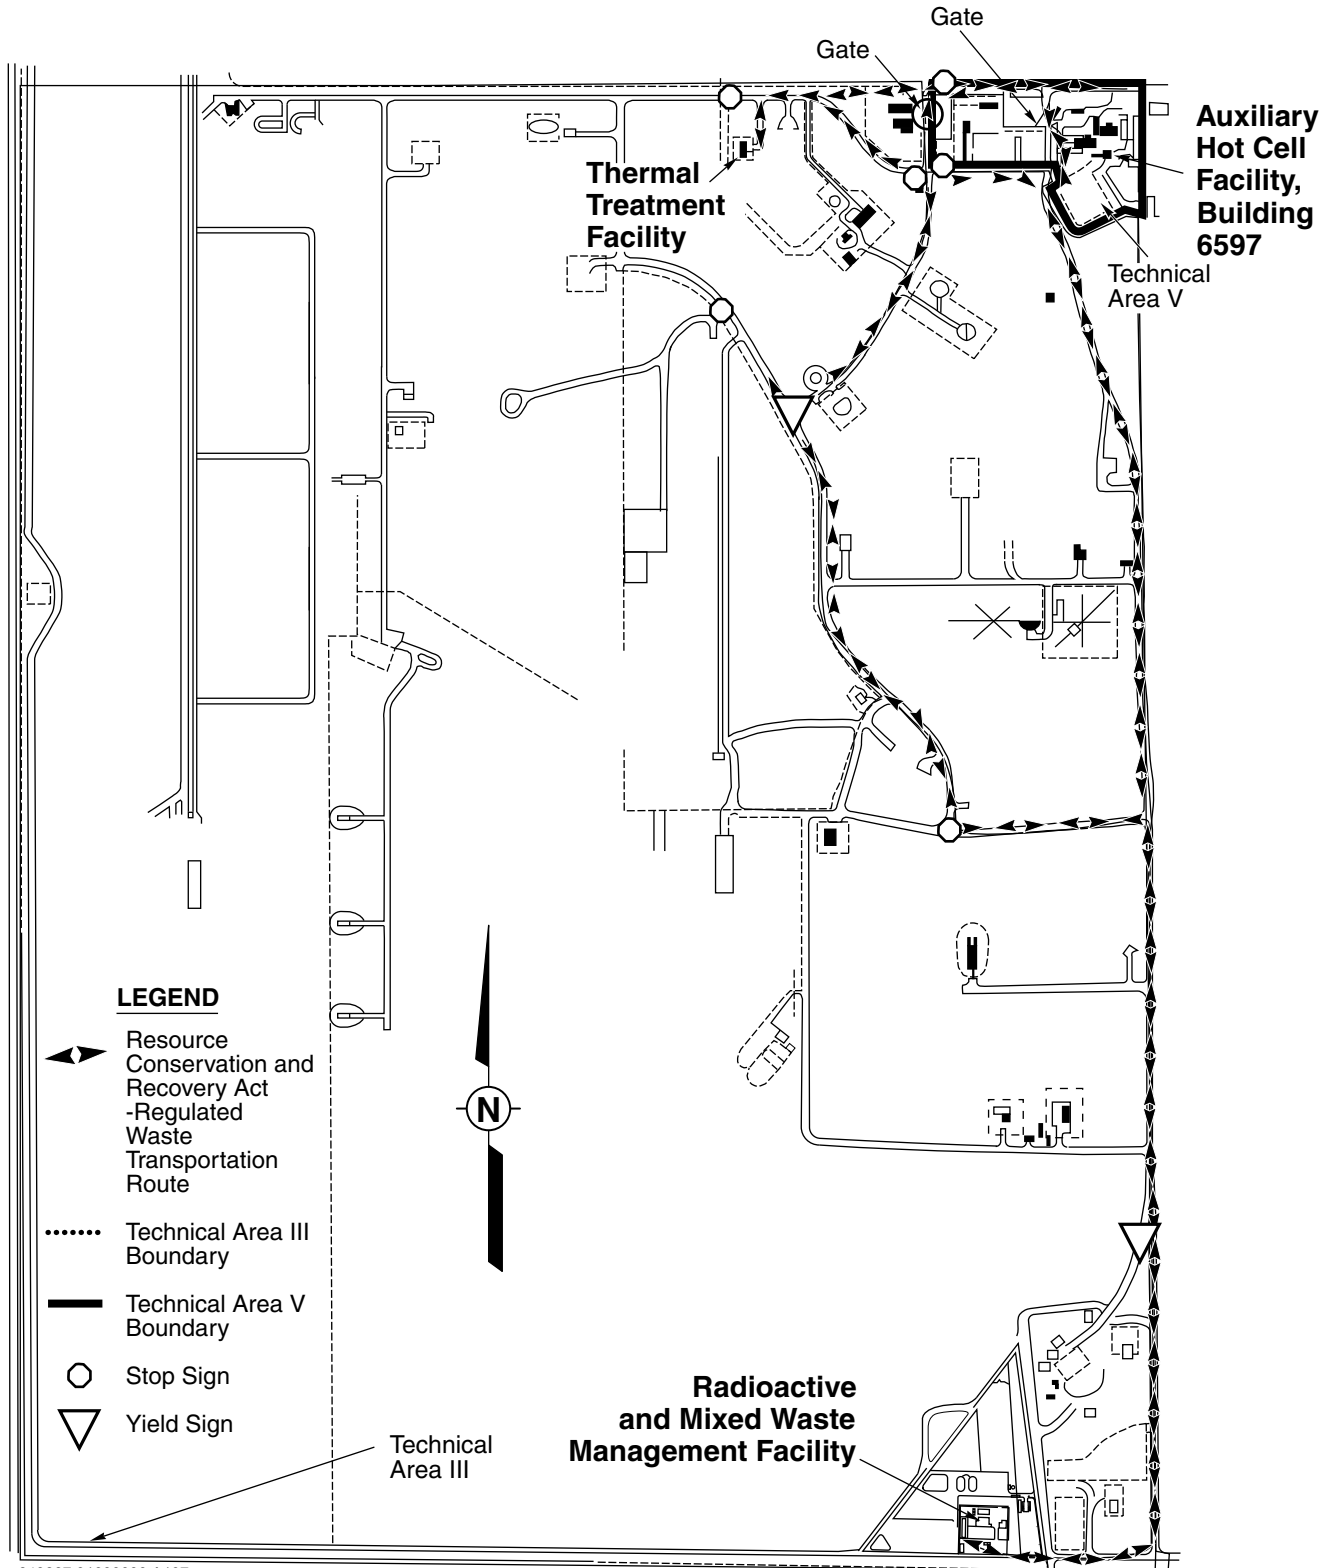 Gate
Gate
Auxiliary
Hot Cell
Facility,
Building
6597
Thermal
Treatment
Facility
Technical
Area V
LEGEND
Resource
Conservation and
Recovery Act
-Regulated
Waste
Transportation
Route
Technical Area III
Boundary
Technical Area V
Boundary
Stop Sign
Yield Sign
N
Technical
Area III
Radioactive
and Mixed Waste
Management Facility